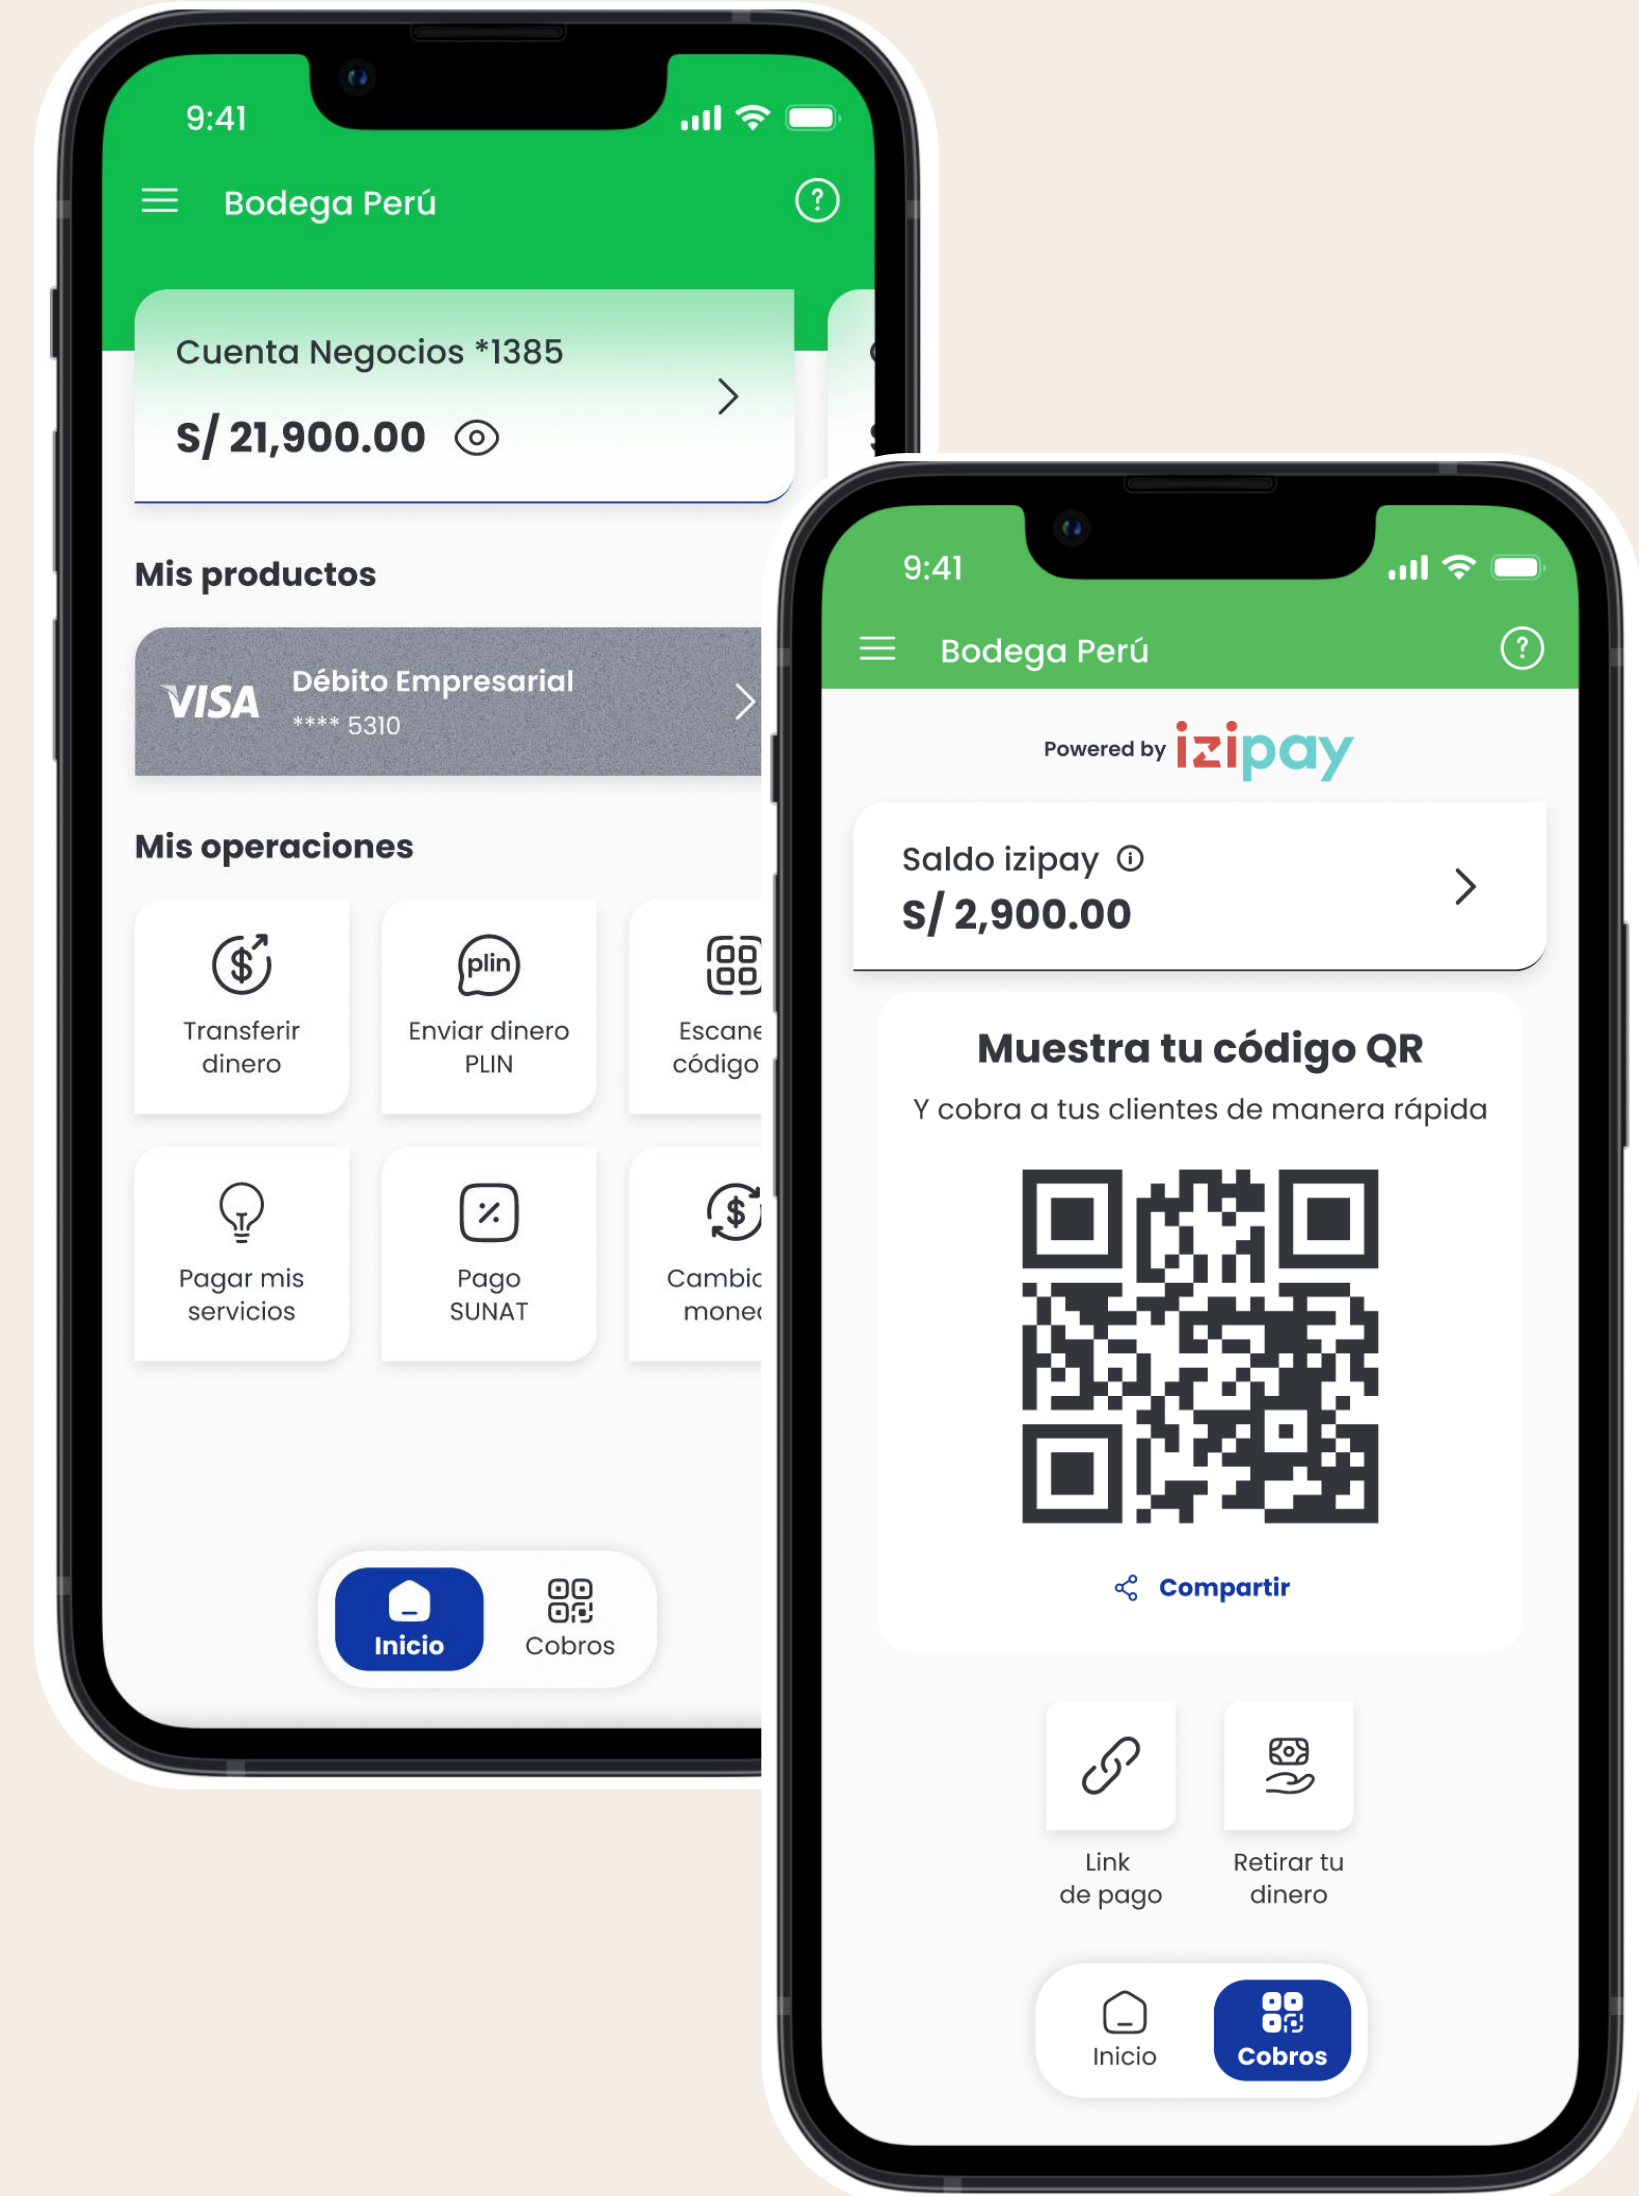 9:41
Bodega Perú
Cuenta Negocios *1385
S/ 21,900.00
Mis productos
VISA
Débito Empresarial
**** 5310
Mis operaciones
Transferir
dinero
plin
Enviar dinero
PLIN
código
Pagar mis
servicios
Pago
SUNAT
Inicio
Cobros
9:41
Bodega Perú
Powered by izipay
Saldo izipay
S/ 2,900.00
Muestra tu código QR
Y cobra a tus clientes de manera rápida
Compartir
Link
de pago
Retirar tu
dinero
Inicio
Cobros